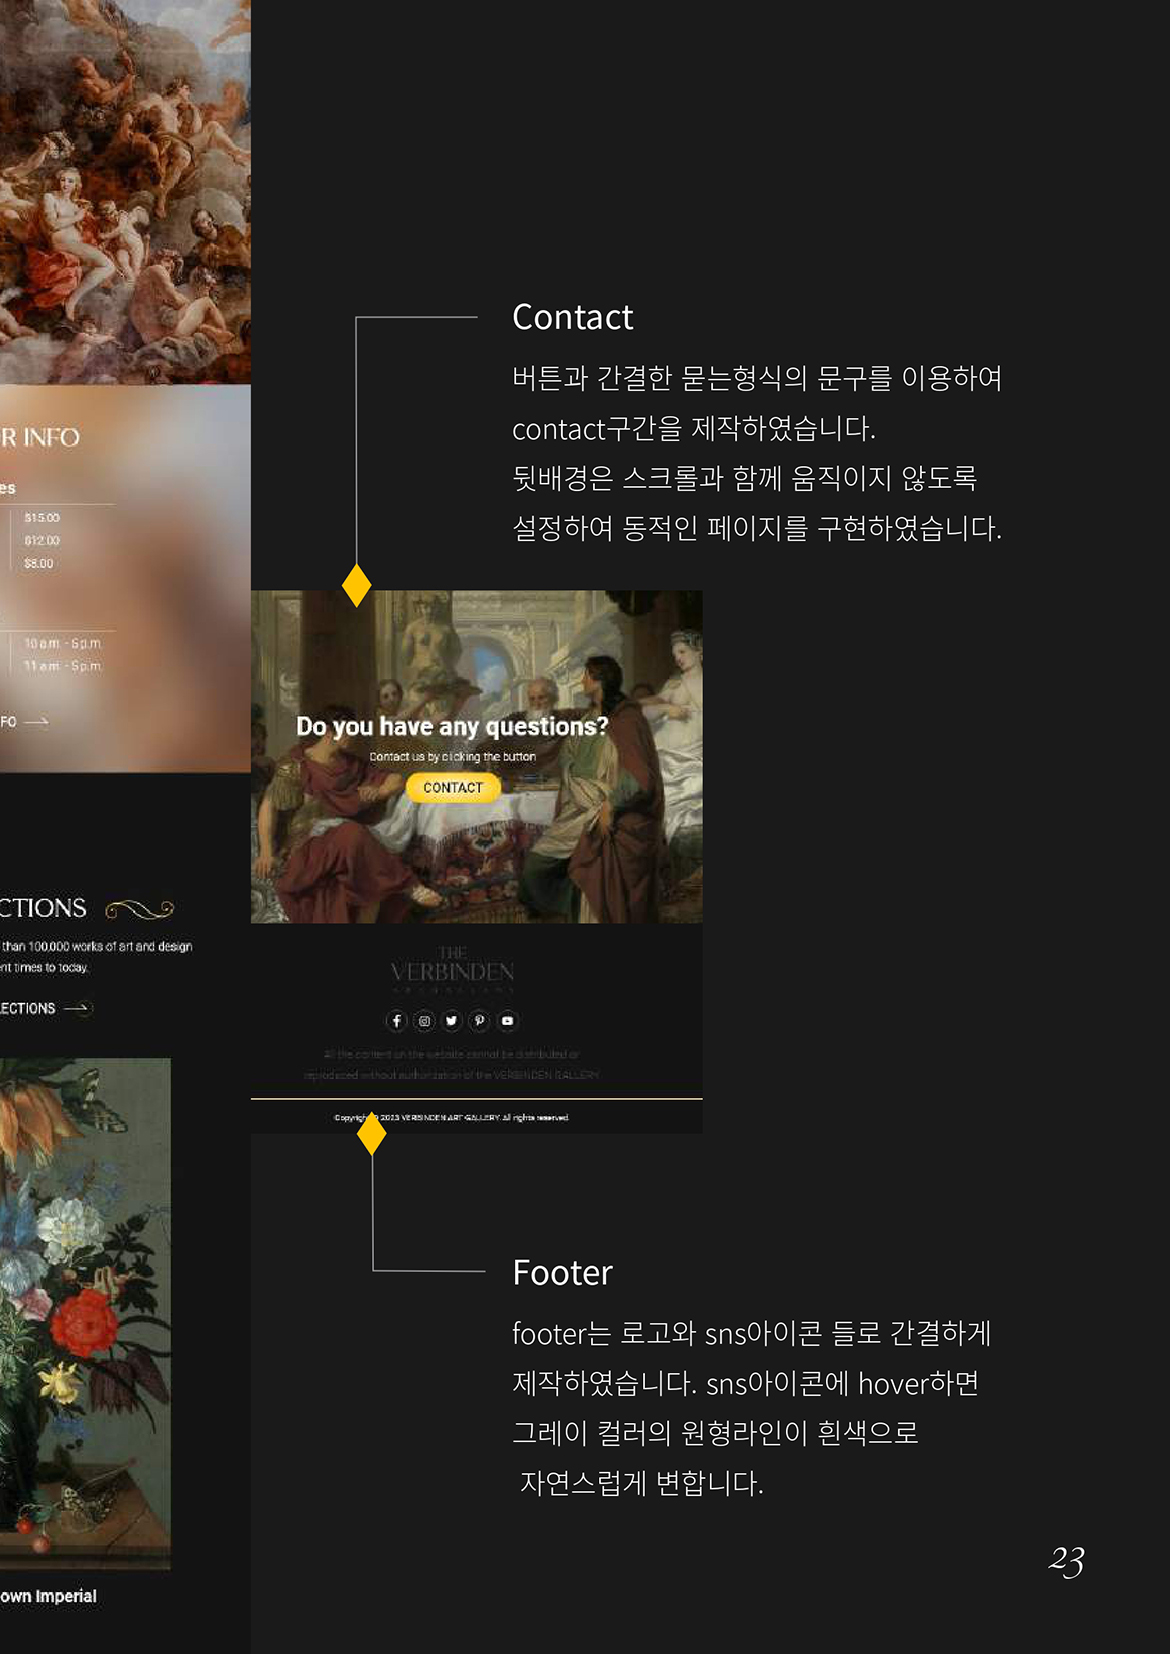 R INFO
es
$15.00
$12.00
$8.00
10 a.m. - 5 p.m.
11 a.m. - 5 p.m.
FO
CTIONS
than 100,000 works of art and design
nt times to today.
LECTIONS
own Imperial
Contact
버튼과 간결한 묻는형식의 문구를 이용하여
contact구간을 제작하였습니다.
뒷배경은 스크롤과 함께 움직이지 않도록
설정하여 동적인 페이지를 구현하였습니다.
Do you have any questions?
Contact us by clicking the button
CONTACT
THE
VERBINDEN
All the content on the website cannot be distributed or
reproduced without authorization of the VERBINDEN GALLERY
Copyright © 2023 VERBINDEN ART GALLERY. All rights reserved.
Footer
footer는 로고와 sns아이콘 들로 간결하게
제작하였습니다. sns아이콘에 hover하면
그레이 컬러의 원형라인이 흰색으로
자연스럽게 변합니다.
23